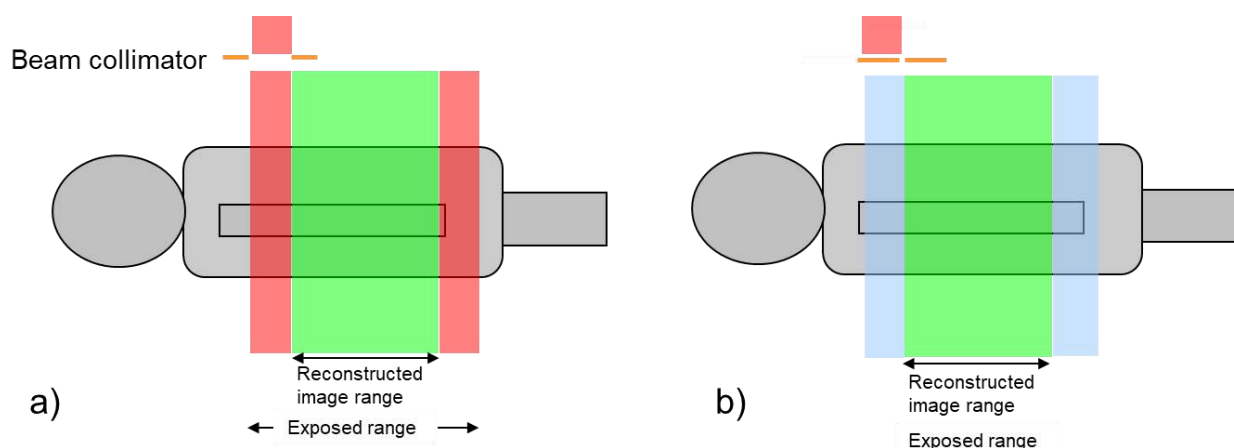 Beam collimator
Reconstructed
image range
a)
Exposed range
Reconstructed
image range
b)
Exposed range